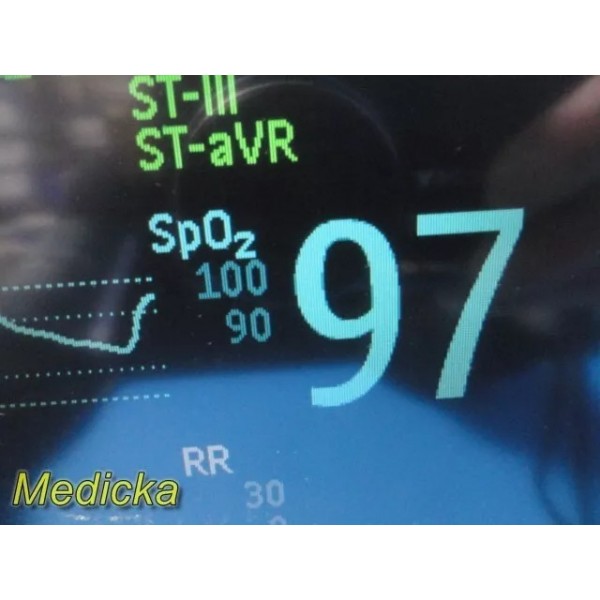 ST-III
ST-aVR
SpO₂
100
90
97
RR
30
Medicka